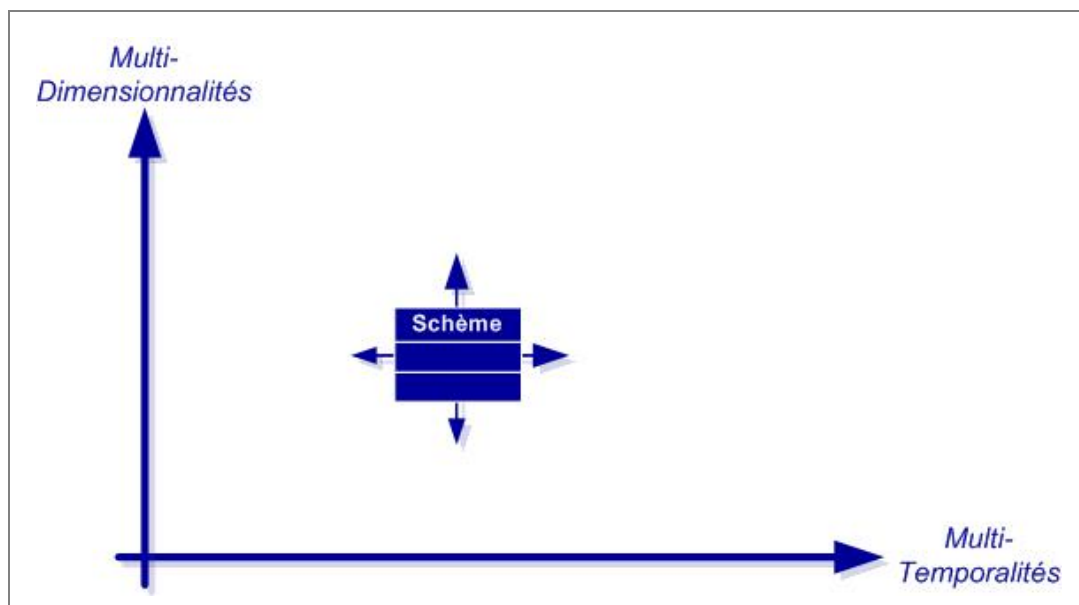 Multi-
Dimensionnalités
Schème
Multi-
Temporalités